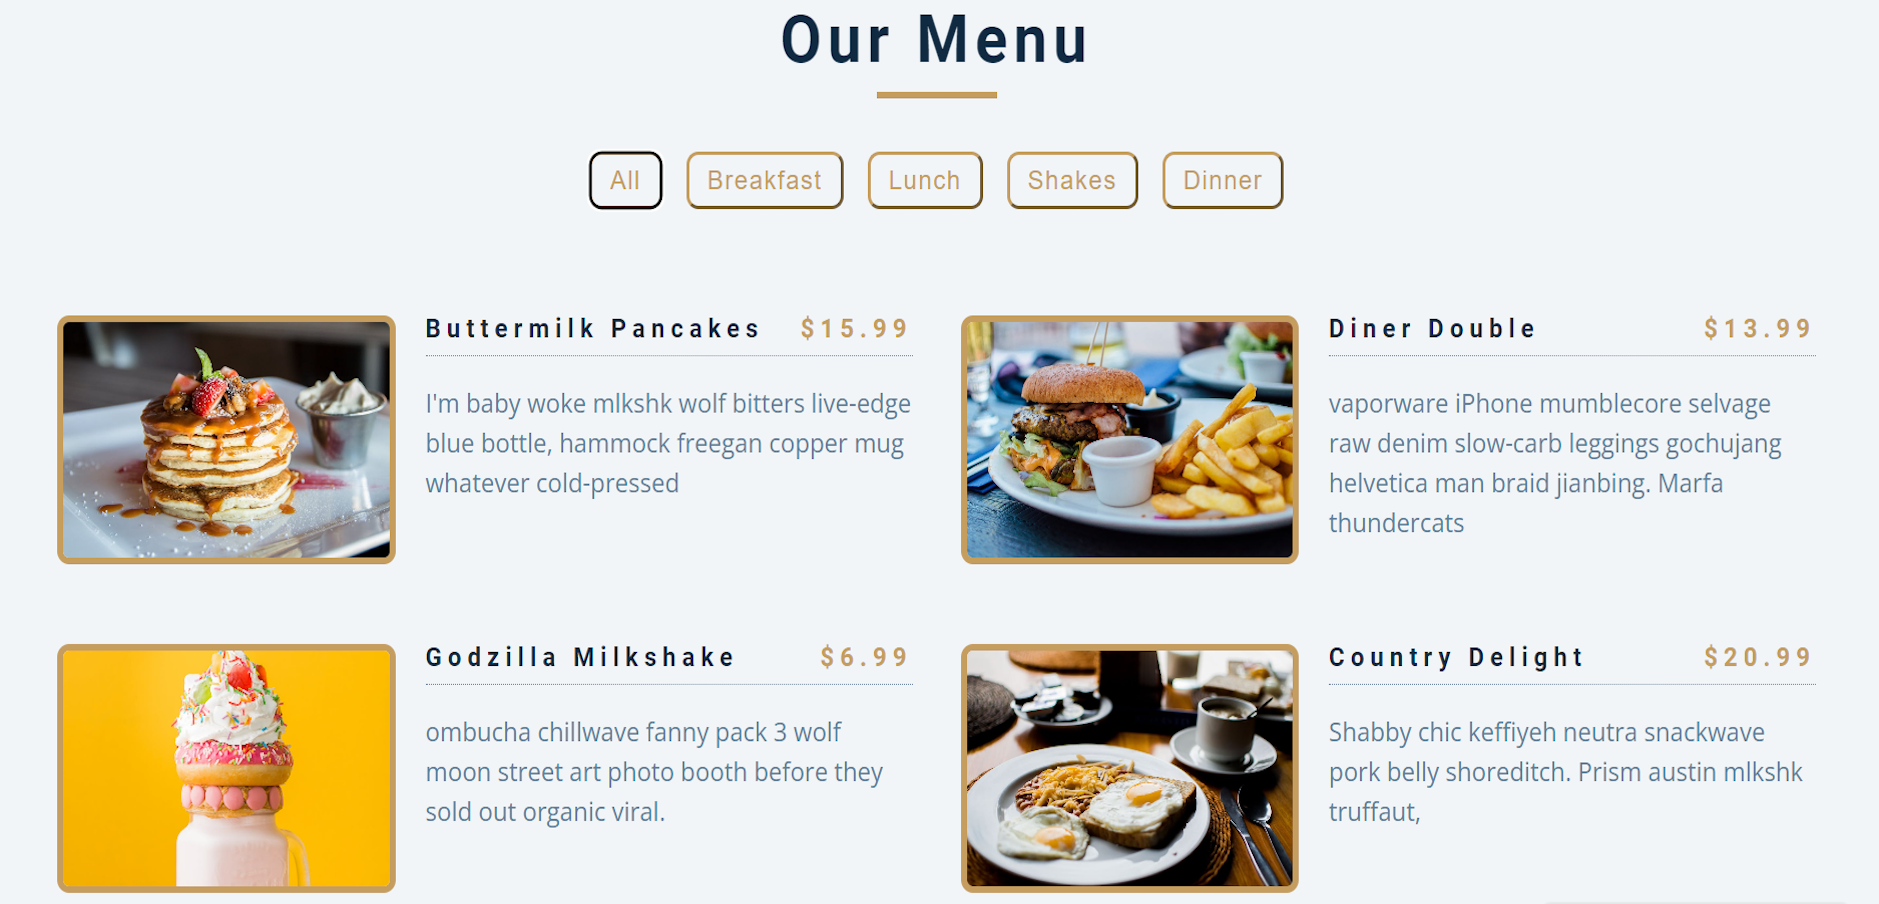 Our Menu
All Breakfast Lunch Shakes Dinner
Buttermilk Pancakes $15.99
I'm baby woke mlkshk wolf bitters live-edge
blue bottle, hammock freegan copper mug
whatever cold-pressed
Diner Double $13.99
vaporware iPhone mumblecore selvage
raw denim slow-carb leggings gochujang
helvetica man braid jianbing. Marfa
thundercats
Godzilla Milkshake $6.99
ombucha chillwave fanny pack 3 wolf
moon street art photo booth before they
sold out organic viral.
Country Delight $20.99
Shabby chic keffiyeh neutra snackwave
pork belly shoreditch. Prism austin mlkshk
truffaut,